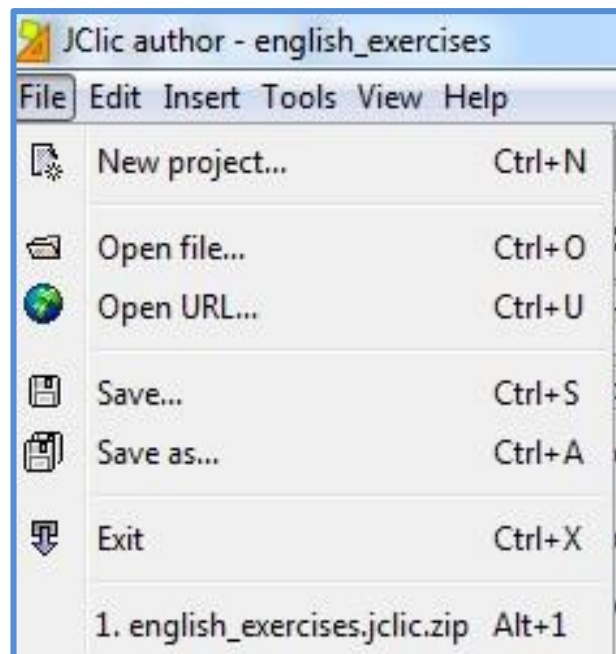 JClic author - english_exercises
File Edit Insert Tools View Help
New project... Ctrl+N
Open file... Ctrl+O
Open URL... Ctrl+U
Save... Ctrl+S
Save as... Ctrl+A
Exit Ctrl+X
1. english_exercises.jclic.zip Alt+1